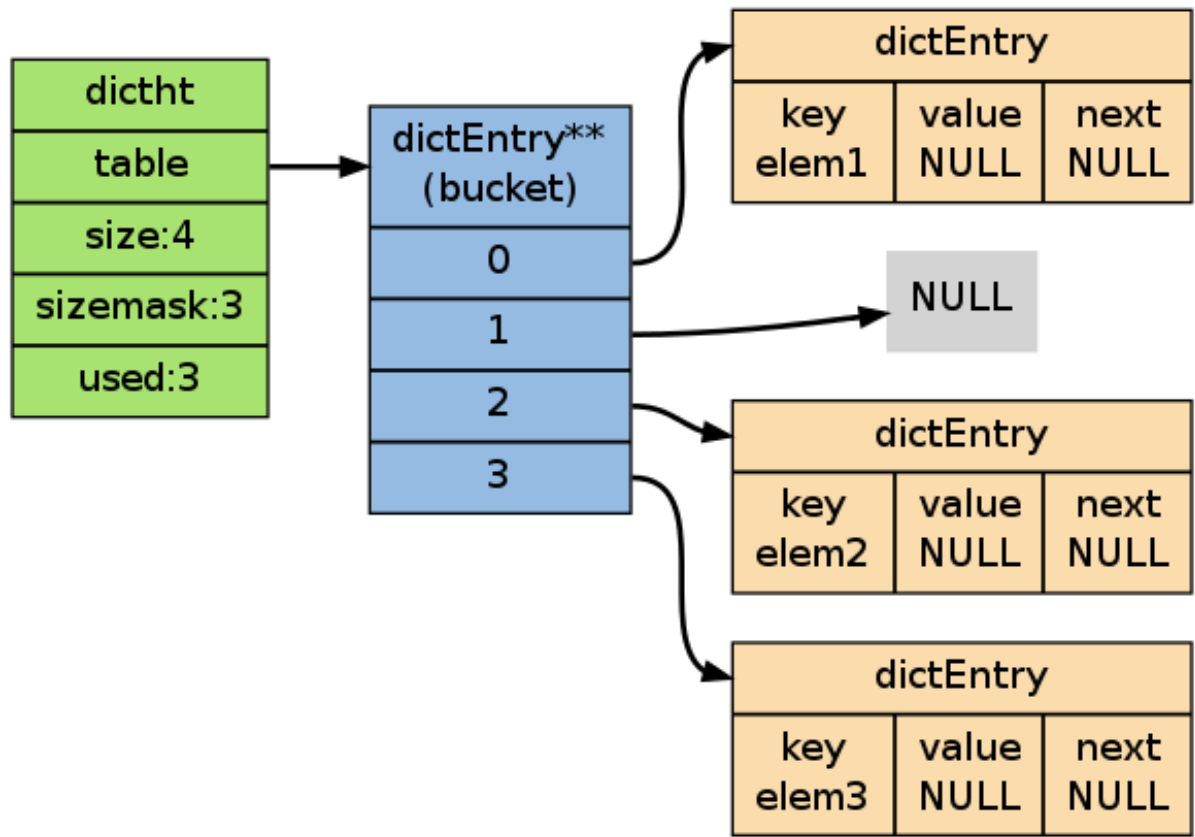 dictht
table
size:4
sizemask:3
used:3
dictEntry**
(bucket)
0
1
2
3
dictEntry
key value next
elem1 NULL NULL
NULL
dictEntry
key value next
elem2 NULL NULL
dictEntry
key value next
elem3 NULL NULL